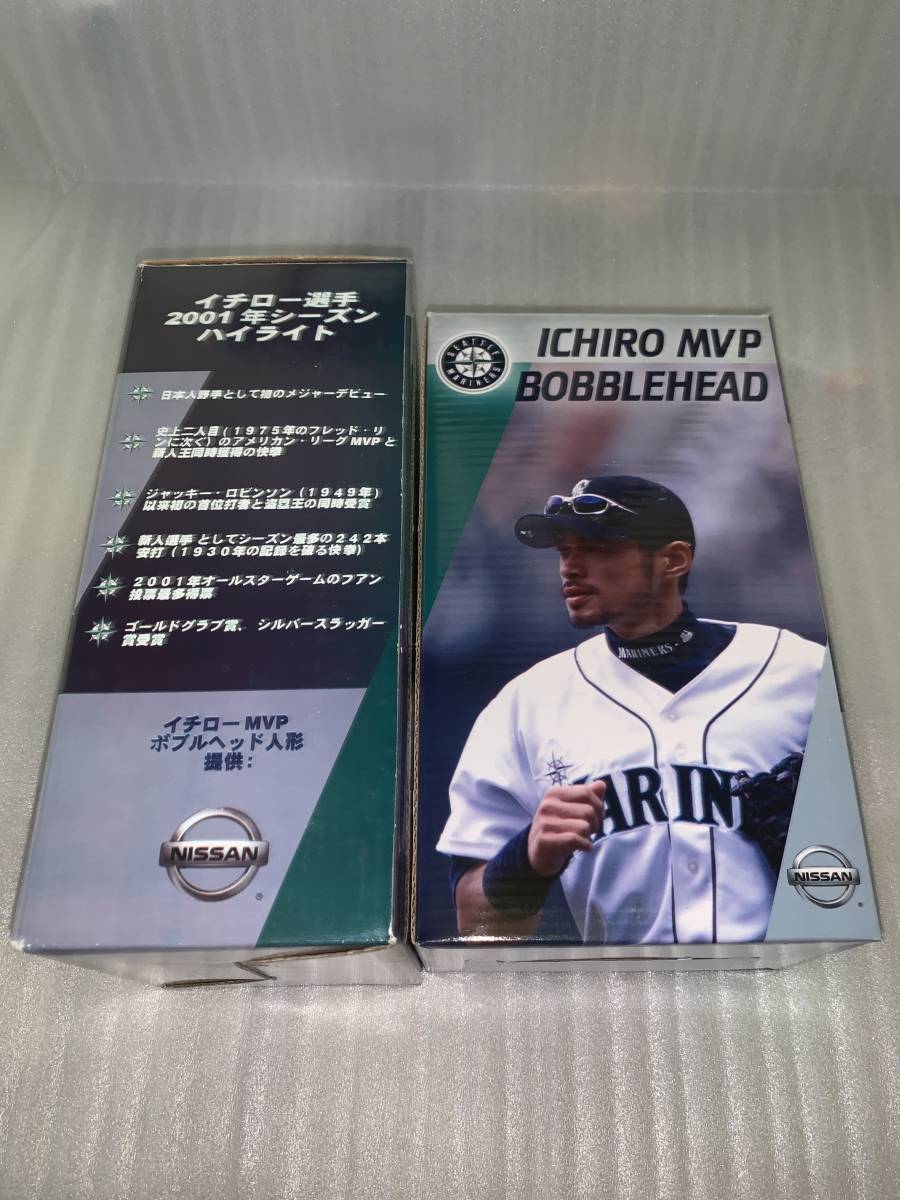 イチロー選手
2001年シーズン
ハイライト
日本人野手として初のメジャーデビュー
史上二人目(1975年のフレッド・リ
ンに次ぐ)のアメリカン・リーグMVPと
新人王同時獲得の快挙
ジャッキー・ロビンソン(1949年)
以来初の首位打者と盗塁王の同時受賞
新人選手 としてシーズン最多の242本
安打(1930年の記録を破る快挙)
2001年オールスターゲームのファン
投票最多得票
ゴールドグラブ賞、シルバースラッガー
賞受賞
イチローMVP
ボブルヘッド人形
提供:
NISSAN
®
SEATTLE
MARINERS
ICHIRO MVP
BOBBLEHEAD
MARINERS
MARIN
NISSAN
®